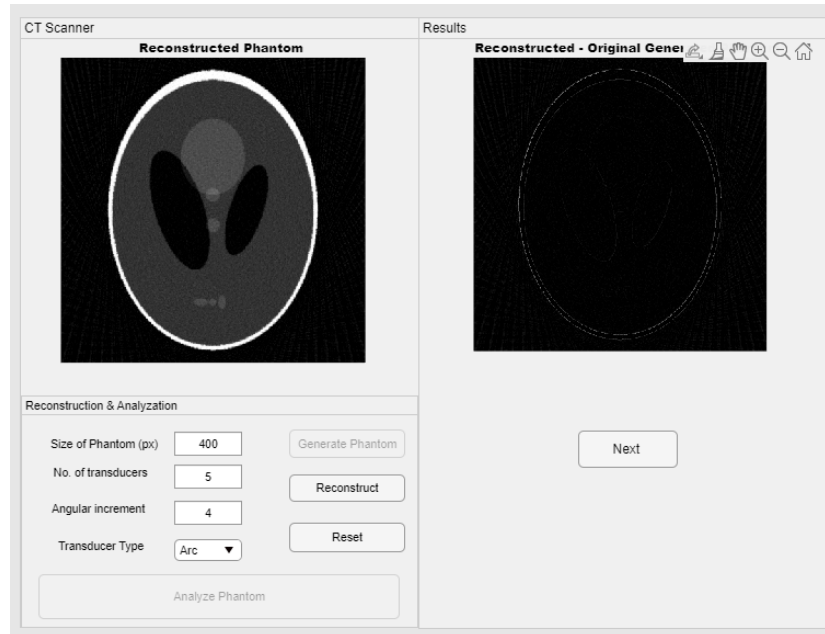 CT Scanner
Reconstructed Phantom
Results
Reconstructed - Original Gener
Reconstruction & Analyzation
Size of Phantom (px) 400 Generate Phantom
No. of transducers 5
Reconstruct
Angular increment 4
Reset
Transducer Type Arc
Analyze Phantom
Next